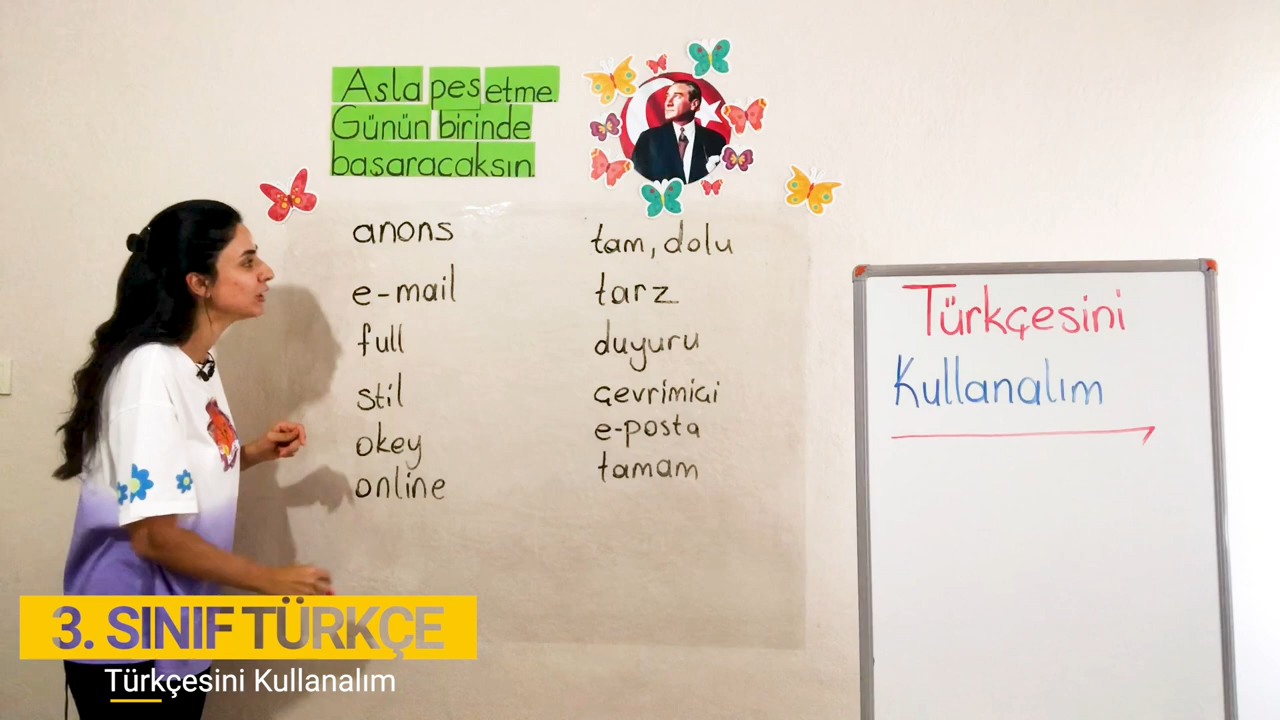 Asla pes etme.
Günün birinde
başaracaksın.
anons
e-mail
full
stil
okey
online
tam, dolu
tarz
duyuru
çevrimiçi
e-posta
tamam
Türkçesini
Kullanalım
3. SINIF TÜRKÇE
Türkçesini Kullanalım